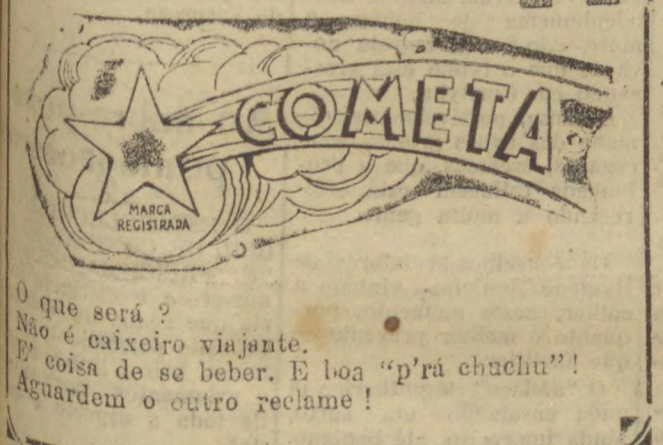 COMETA
MARCA
REGISTRADA
O que será ?
Não é caixeiro viajante.
E' coisa de se beber. E boa “p'rá chuchu”!
Aguardem o outro reclame !